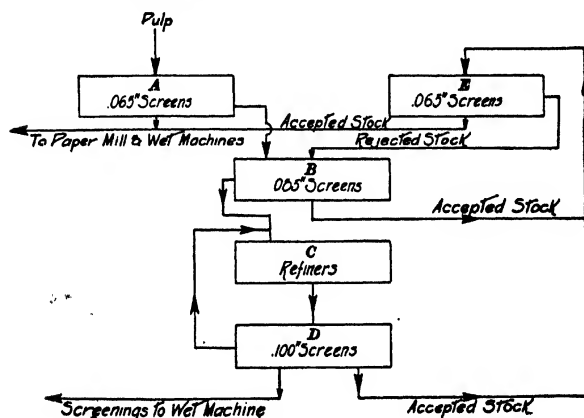 Pulp
A
.065" Screens
E
.065" Screens
Accepted Stock
To Paper Mill & Wet Machines
Rejected Stock
B
.085" Screens
Accepted Stock
C
Refiners
D
.100" Screens
Screenings to Wet Machine
Accepted Stock